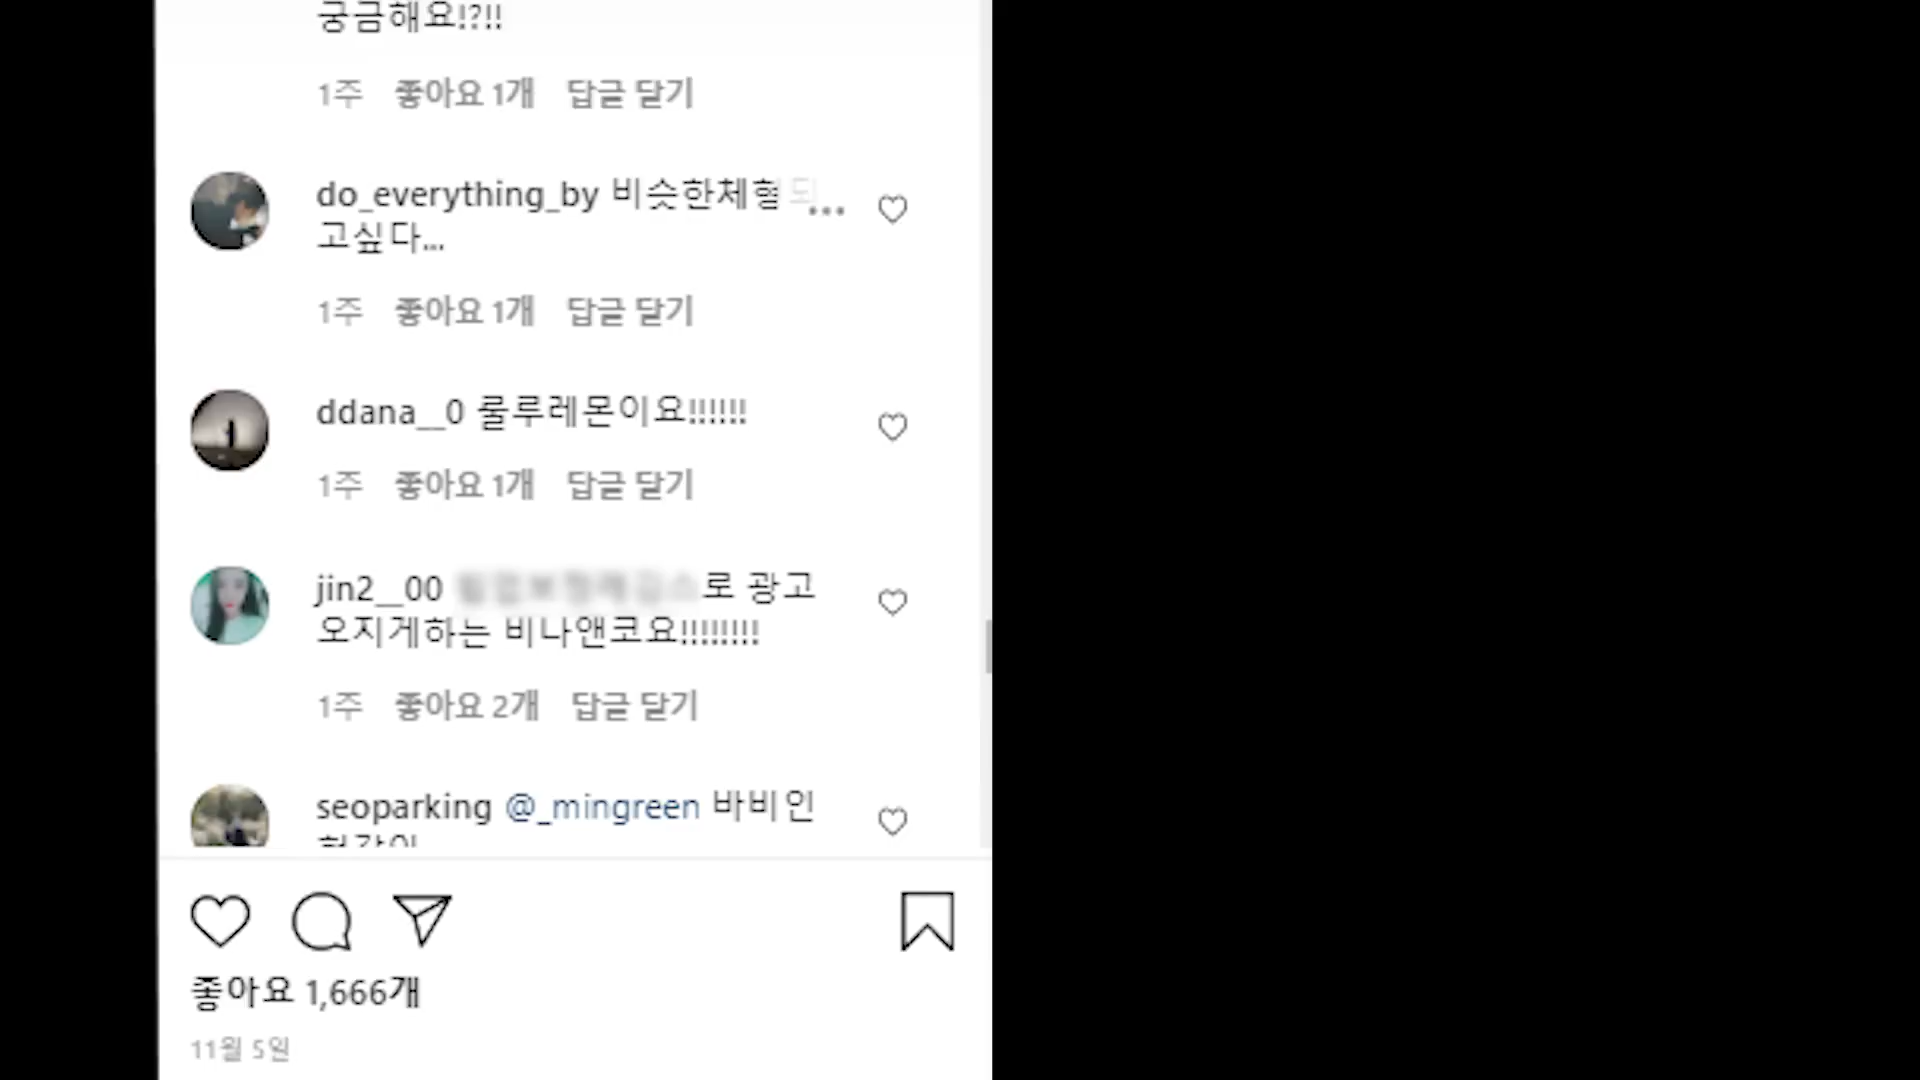 궁금해요!?!!
1주 좋아요 1개 답글 달기
do_everything_by 비슷한체형되...
고싶다...
1주 좋아요 1개 답글 달기
ddana__0 룰루레몬이요!!!!!!
1주 좋아요 1개 답글 달기
jin2__00 로 광고
오지게하는 비나앤코요!!!!!!!!!
1주 좋아요 2개 답글 달기
seoparking @_mingreen 바비인
좋아요 1,666개
11월 5일